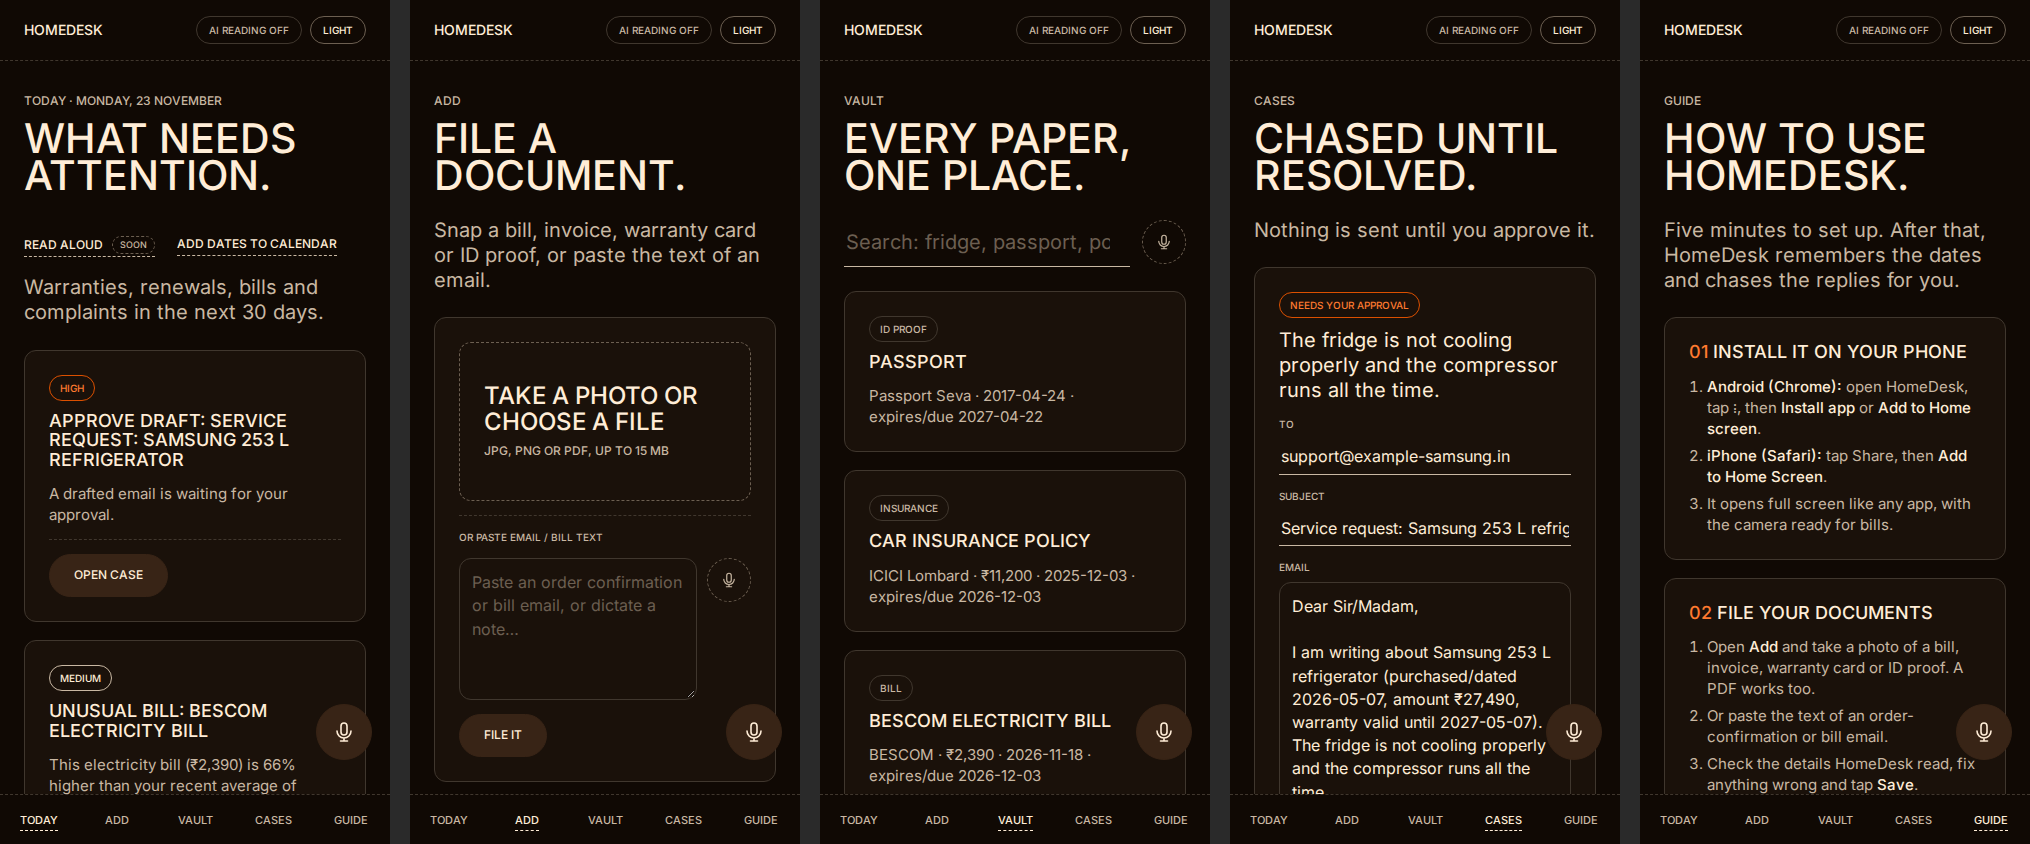 HOMEDESK
AI READING OFF
LIGHT
TODAY · MONDAY, 23 NOVEMBER
WHAT NEEDS
ATTENTION.
READ ALOUD SOON ADD DATES TO CALENDAR
Warranties, renewals, bills and
complaints in the next 30 days.
HIGH
APPROVE DRAFT: SERVICE
REQUEST: SAMSUNG 253 L
REFRIGERATOR
A drafted email is waiting for your
approval.
OPEN CASE
MEDIUM
UNUSUAL BILL: BESCOM
ELECTRICITY BILL
This electricity bill (₹2,390) is 66%
higher than your recent average of
TODAY ADD VAULT CASES GUIDE
HOMEDESK
AI READING OFF
LIGHT
ADD
FILE A
DOCUMENT.
Snap a bill, invoice, warranty card
or ID proof, or paste the text of an
email.
TAKE A PHOTO OR
CHOOSE A FILE
JPG, PNG OR PDF, UP TO 15 MB
OR PASTE EMAIL / BILL TEXT
Paste an order confirmation
or bill email, or dictate a
note...
FILE IT
TODAY ADD VAULT CASES GUIDE
HOMEDESK
AI READING OFF
LIGHT
VAULT
EVERY PAPER,
ONE PLACE.
Search: fridge, passport, po
ID PROOF
PASSPORT
Passport Seva · 2017-04-24 ·
expires/due 2027-04-22
INSURANCE
CAR INSURANCE POLICY
ICICI Lombard · ₹11,200 · 2025-12-03 ·
expires/due 2026-12-03
BILL
BESCOM ELECTRICITY BILL
BESCOM · ₹2,390 · 2026-11-18 ·
expires/due 2026-12-03
TODAY ADD VAULT CASES GUIDE
HOMEDESK
AI READING OFF
LIGHT
CASES
CHASED UNTIL
RESOLVED.
Nothing is sent until you approve it.
NEEDS YOUR APPROVAL
The fridge is not cooling
properly and the compressor
runs all the time.
TO
support@example-samsung.in
SUBJECT
Service request: Samsung 253 L refrig
EMAIL
Dear Sir/Madam,
I am writing about Samsung 253 L
refrigerator (purchased/dated
2026-05-07, amount ₹27,490,
warranty valid until 2027-05-07).
The fridge is not cooling properly
and the compressor runs all the
time.
TODAY ADD VAULT CASES GUIDE
HOMEDESK
AI READING OFF
LIGHT
GUIDE
HOW TO USE
HOMEDESK.
Five minutes to set up. After that,
HomeDesk remembers the dates
and chases the replies for you.
01 INSTALL IT ON YOUR PHONE
1. Android (Chrome): open HomeDesk,
tap ⋮, then Install app or Add to Home
screen.
2. iPhone (Safari): tap Share, then Add
to Home Screen.
3. It opens full screen like any app, with
the camera ready for bills.
02 FILE YOUR DOCUMENTS
1. Open Add and take a photo of a bill,
invoice, warranty card or ID proof. A
PDF works too.
2. Or paste the text of an order-
confirmation or bill email.
3. Check the details HomeDesk read, fix
anything wrong and tap Save.
TODAY ADD VAULT CASES GUIDE